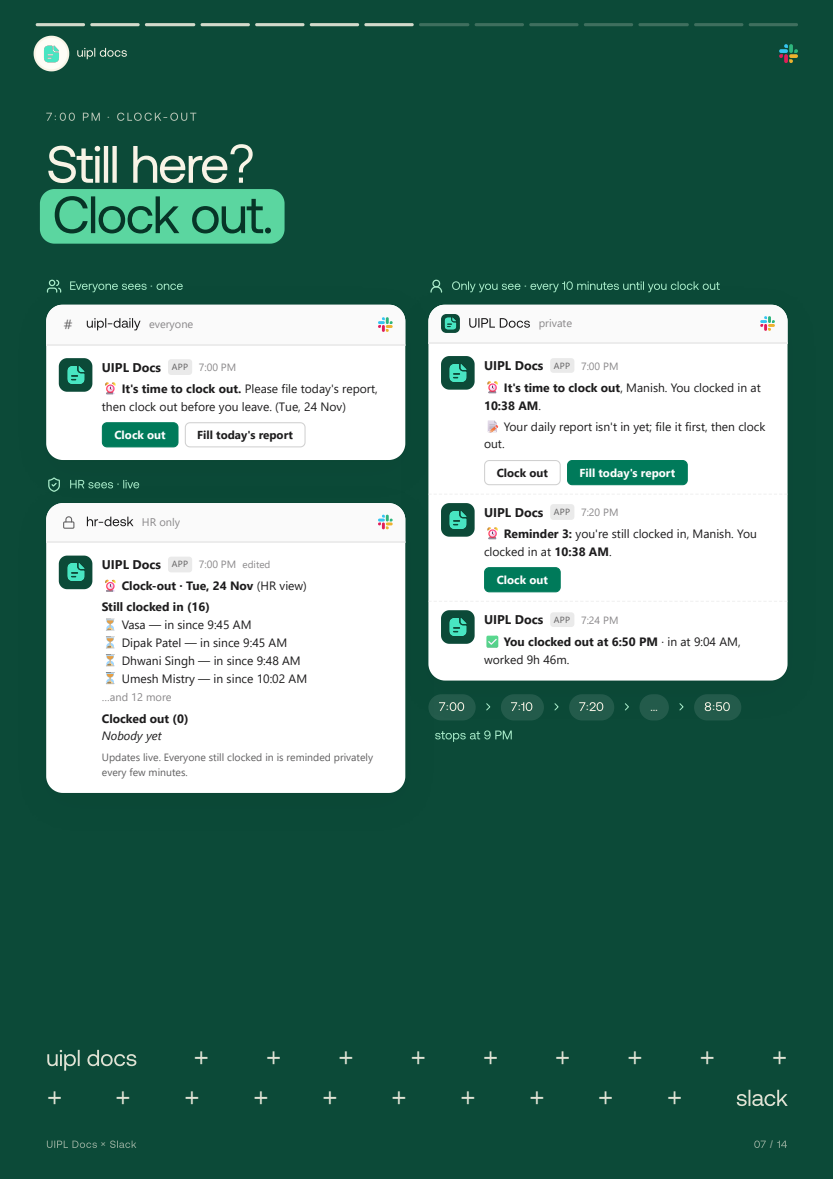 uipl docs
7:00 PM · CLOCK-OUT
Still here?
Clock out.
Everyone sees · once
# uipl-daily everyone
UIPL Docs APP 7:00 PM
⏰ It's time to clock out. Please file today's report,
then clock out before you leave. (Tue, 24 Nov)
Clock out Fill today's report
HR sees · live
hr-desk HR only
UIPL Docs APP 7:00 PM edited
⏰ Clock-out · Tue, 24 Nov (HR view)
Still clocked in (16)
⏳ Vasa — in since 9:45 AM
⏳ Dipak Patel — in since 9:45 AM
⏳ Dhwani Singh — in since 9:48 AM
⏳ Umesh Mistry — in since 10:02 AM
...and 12 more
Clocked out (0)
Nobody yet
Updates live. Everyone still clocked in is reminded privately
every few minutes.
Only you see · every 10 minutes until you clock out
UIPL Docs private
UIPL Docs APP 7:00 PM
⏰ It's time to clock out, Manish. You clocked in at
10:38 AM.
📝 Your daily report isn't in yet; file it first, then clock
out.
Clock out Fill today's report
UIPL Docs APP 7:20 PM
⏰ Reminder 3: you're still clocked in, Manish. You
clocked in at 10:38 AM.
Clock out
UIPL Docs APP 7:24 PM
✅ You clocked out at 6:50 PM · in at 9:04 AM,
worked 9h 46m.
7:00 > 7:10 > 7:20 > ... > 8:50
stops at 9 PM
uipl docs + + + + + + + + +
+ + + + + + + + + + slack
UIPL Docs × Slack
07 / 14